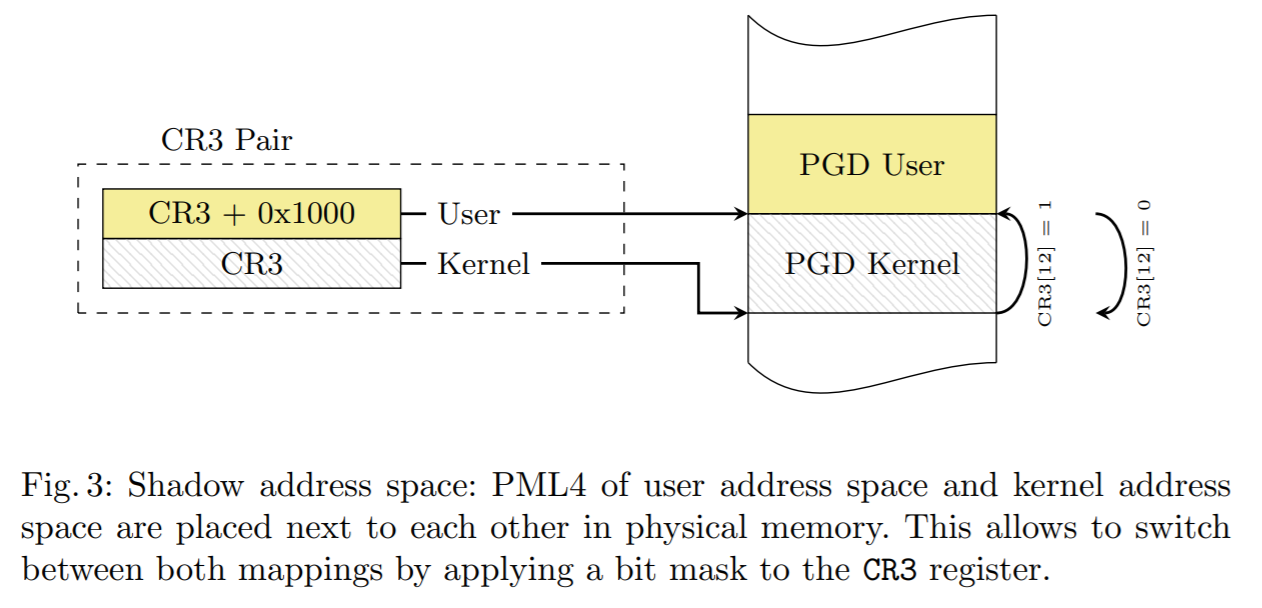 CR3 Pair
CR3 + 0x1000
User
CR3
Kernel
PGD User
PGD Kernel
CR3[12] = 1
CR3[12] = 0
Fig. 3: Shadow address space: PML4 of user address space and kernel address
space are placed next to each other in physical memory. This allows to switch
between both mappings by applying a bit mask to the CR3 register.